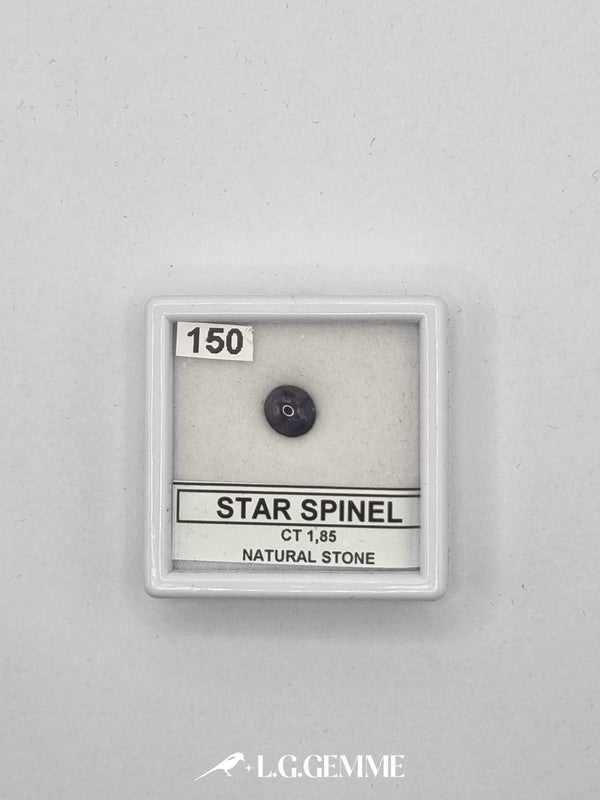 150
STAR SPINEL
CT 1,85
NATURAL STONE
L.G.GEMME